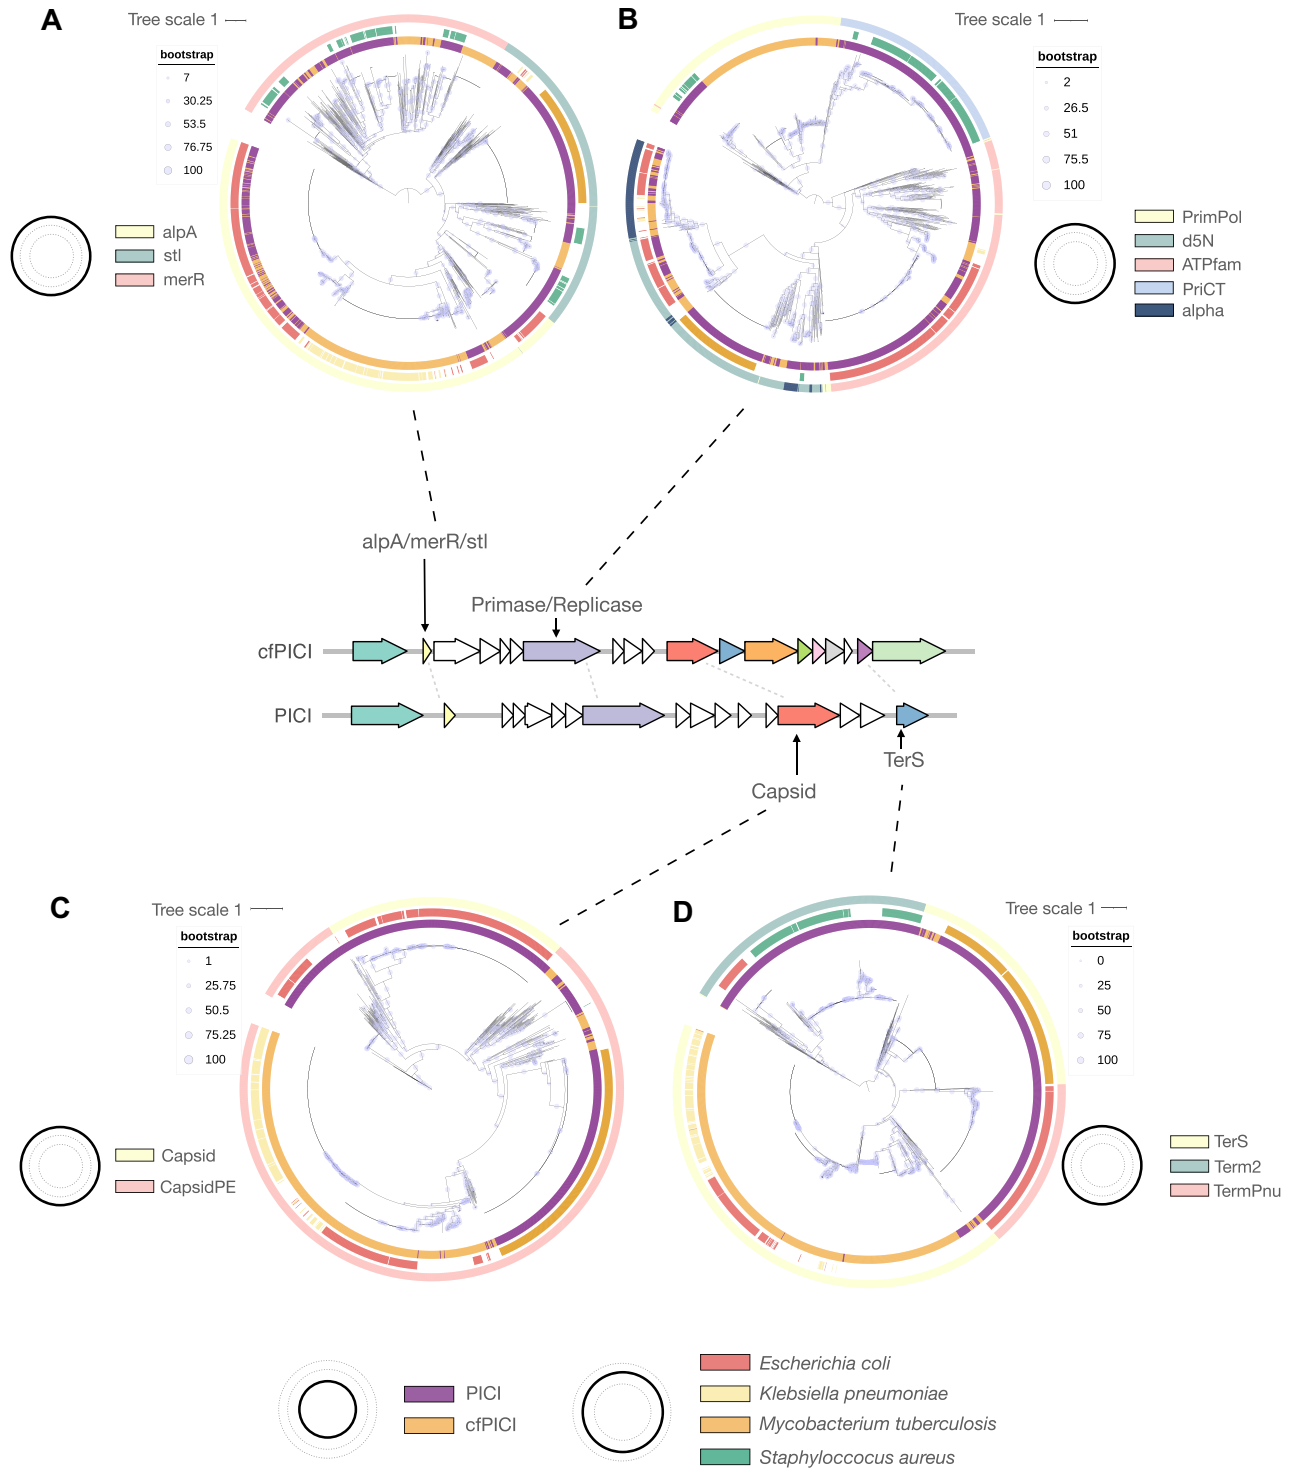 A
Tree scale 1
bootstrap
7
30.25
53.5
76.75
100
alpA
stl
merR
B
Tree scale 1
bootstrap
2
26.5
51
75.5
100
PrimPol
d5N
ATPfam
PriCT
alpha
alpA/merR/stl
Primase/Replicase
cfPICI
PICI
TerS
Capsid
C
Tree scale 1
bootstrap
1
25.75
50.5
75.25
100
Capsid
CapsidPE
D
Tree scale 1
bootstrap
0
25
50
75
100
TerS
Term2
TermPnu
PICI
cfPICI
Escherichia coli
Klebsiella pneumoniae
Mycobacterium tuberculosis
Staphyloccocus aureus